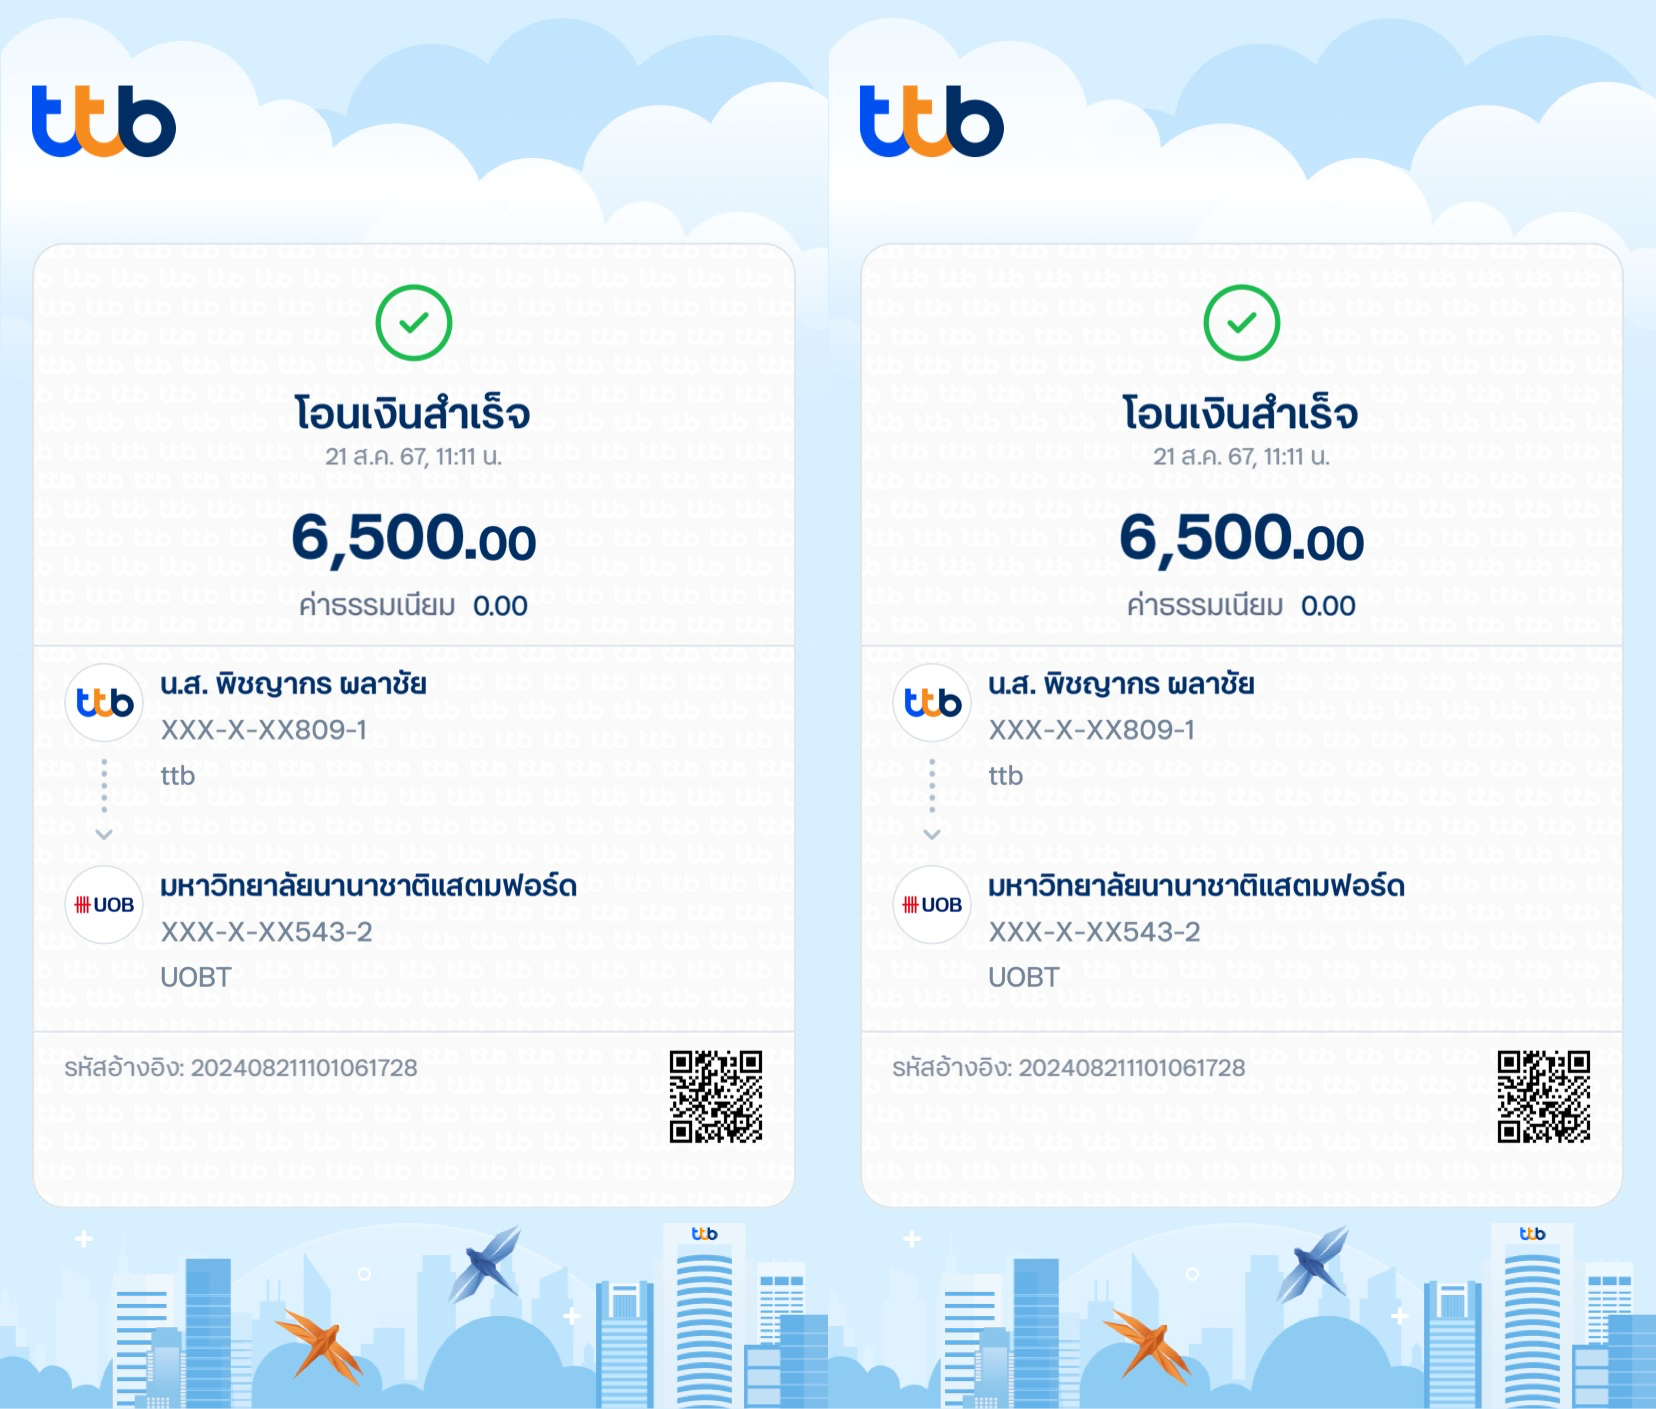 ttb
โอนเงินสำเร็จ
21 ส.ค. 67, 11:11 น.
6,500.00
ค่าธรรมเนียม 0.00
ttb
น.ส. พิชญากร ผลาชัย
XXX-X-XX809-1
ttb
UOB
มหาวิทยาลัยนานาชาติแสตมฟอร์ด
XXX-X-XX543-2
UOBT
รหัสอ้างอิง: 202408211101061728
ttb
ttb
โอนเงินสำเร็จ
21 ส.ค. 67, 11:11 น.
6,500.00
ค่าธรรมเนียม 0.00
ttb
น.ส. พิชญากร ผลาชัย
XXX-X-XX809-1
ttb
UOB
มหาวิทยาลัยนานาชาติแสตมฟอร์ด
XXX-X-XX543-2
UOBT
รหัสอ้างอิง: 202408211101061728
ttb